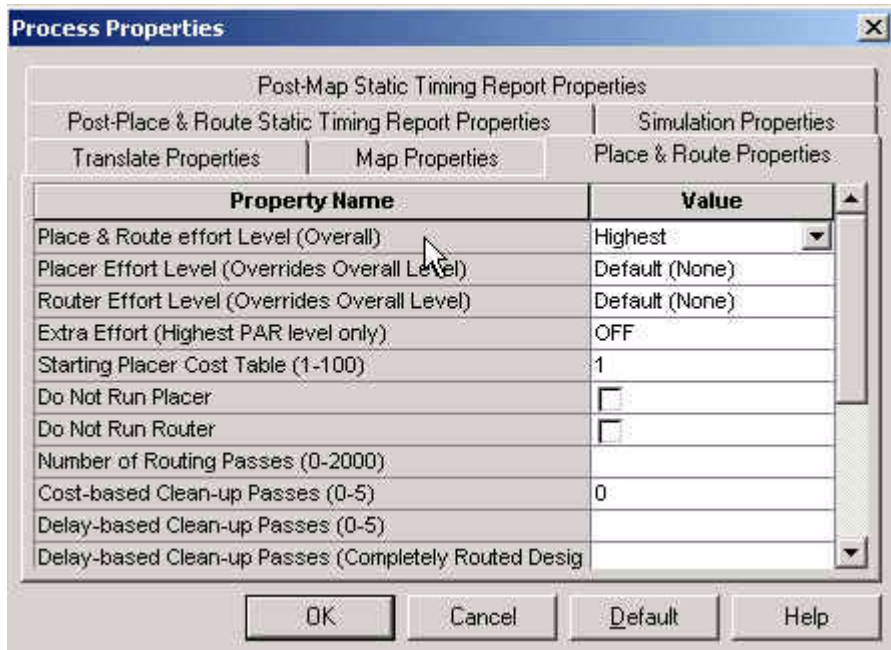 Process Properties
Post-Map Static Timing Report Properties
Post-Place & Route Static Timing Report Properties Simulation Properties
Translate Properties Map Properties Place & Route Properties
Property Name Value
Place & Route effort Level (Overall) Highest
Placer Effort Level (Overrides Overall Level) Default (None)
Router Effort Level (Overrides Overall Level) Default (None)
Extra Effort (Highest PAR level only) OFF
Starting Placer Cost Table (1-100) 1
Do Not Run Placer
Do Not Run Router
Number of Routing Passes (0-2000)
Cost-based Clean-up Passes (0-5) 0
Delay-based Clean-up Passes (0-5)
Delay-based Clean-up Passes (Completely Routed Desig
OK Cancel Default Help